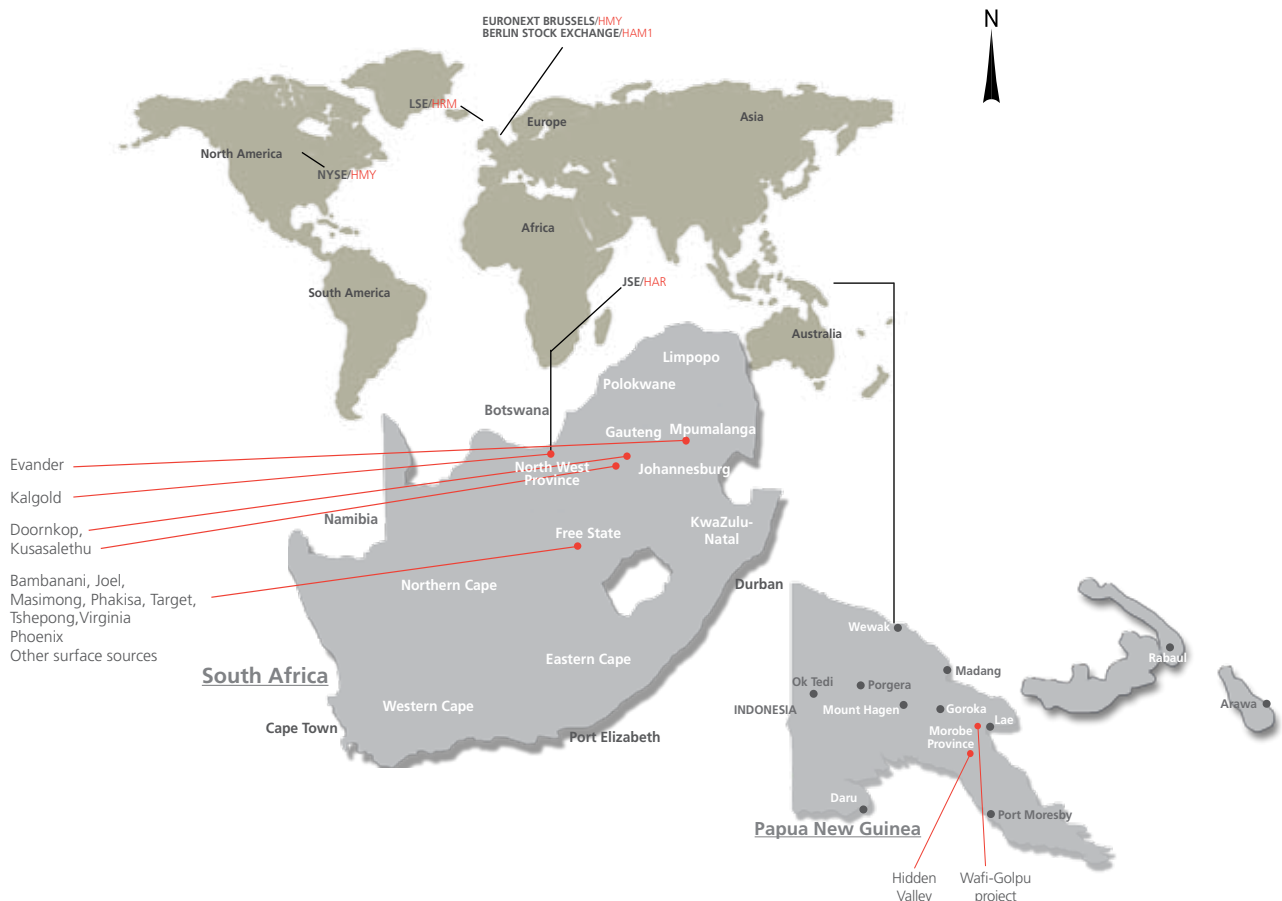 EURONEXT BRUSSELS/HMY
BERLIN STOCK EXCHANGE/HAM1
N
LSE/HRM
Europe
Asia
North America
NYSE/HMY
Africa
JSE/HAR
South America
Australia
Limpopo
Polokwane
Botswana
Gauteng
Mpumalanga
Evander
North West
Province
Johannesburg
Kalgold
Doornkop,
Kusasalethu
Namibia
Free State
KwaZulu-
Natal
Bambanani, Joel,
Masimong, Phakisa, Target,
Tshepong,Virginia
Phoenix
Other surface sources
Northern Cape
Durban
Eastern Cape
South Africa
Western Cape
Cape Town
Port Elizabeth
Wewak
Rabaul
Madang
Ok Tedi
Porgera
Arawa
INDONESIA
Mount Hagen
Goroka
Lae
Morobe
Province
Daru
Port Moresby
Papua New Guinea
Hidden
Valley
Wafi-Golpu
project